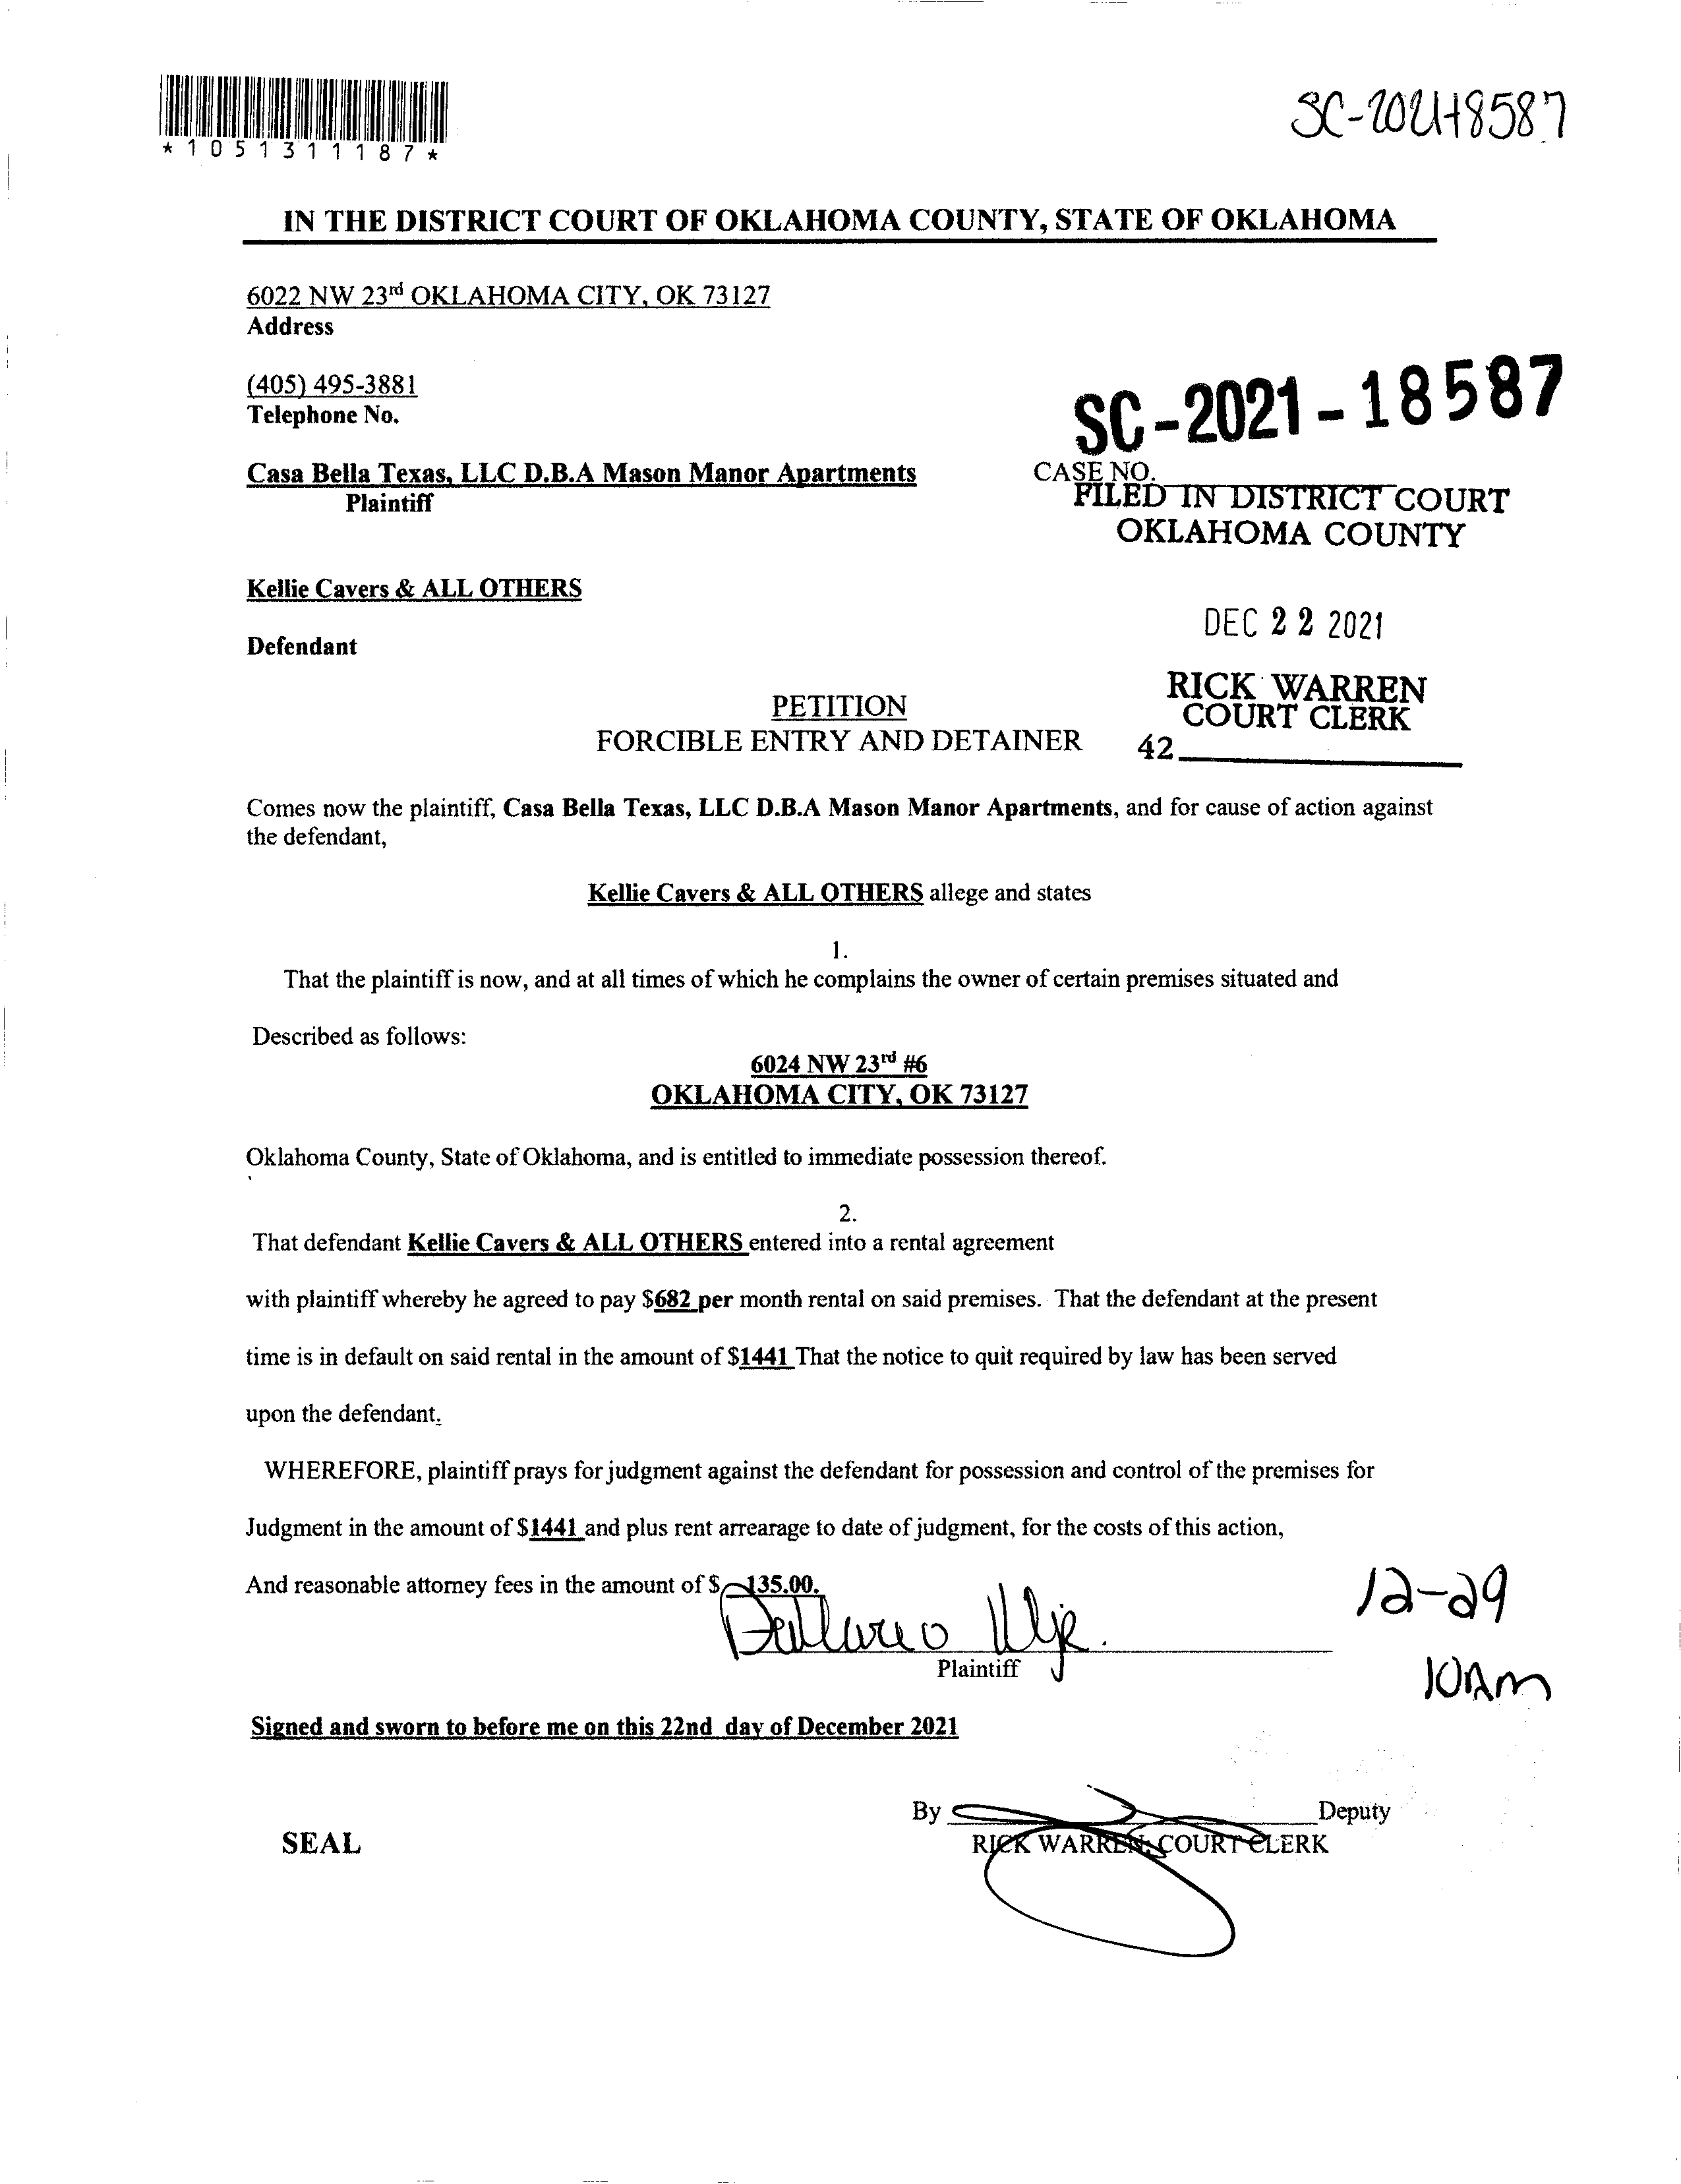 SC-2021-18587
*1051311187*
IN THE DISTRICT COURT OF OKLAHOMA COUNTY, STATE OF OKLAHOMA
6022 NW 23rd OKLAHOMA CITY, OK 73127
Address
(405) 495-3881
Telephone No.
SC-2021-18587
Casa Bella Texas, LLC D.B.A Mason Manor Apartments
Plaintiff
CASE NO.
FILED IN DISTRICT COURT
OKLAHOMA COUNTY
Kellie Cavers & ALL OTHERS
DEC 22 2021
Defendant
RICK WARREN
COURT CLERK
42
PETITION
FORCIBLE ENTRY AND DETAINER
Comes now the plaintiff, Casa Bella Texas, LLC D.B.A Mason Manor Apartments, and for cause of action against
the defendant,
Kellie Cavers & ALL OTHERS allege and states
1.
That the plaintiff is now, and at all times of which he complains the owner of certain premises situated and
Described as follows:
6024 NW 23rd #6
OKLAHOMA CITY, OK 73127
Oklahoma County, State of Oklahoma, and is entitled to immediate possession thereof.
2.
That defendant Kellie Cavers & ALL OTHERS entered into a rental agreement
with plaintiff whereby he agreed to pay $682 per month rental on said premises. That the defendant at the present
time is in default on said rental in the amount of $1441 That the notice to quit required by law has been served
upon the defendant.
WHEREFORE, plaintiff prays for judgment against the defendant for possession and control of the premises for
Judgment in the amount of $1441 and plus rent arrearage to date of judgment, for the costs of this action,
And reasonable attorney fees in the amount of $ 135.00.
12-29
10Am
Plaintiff
Signed and sworn to before me on this 22nd day of December 2021
By Deputy
SEAL
RICK WARREN, COURT CLERK